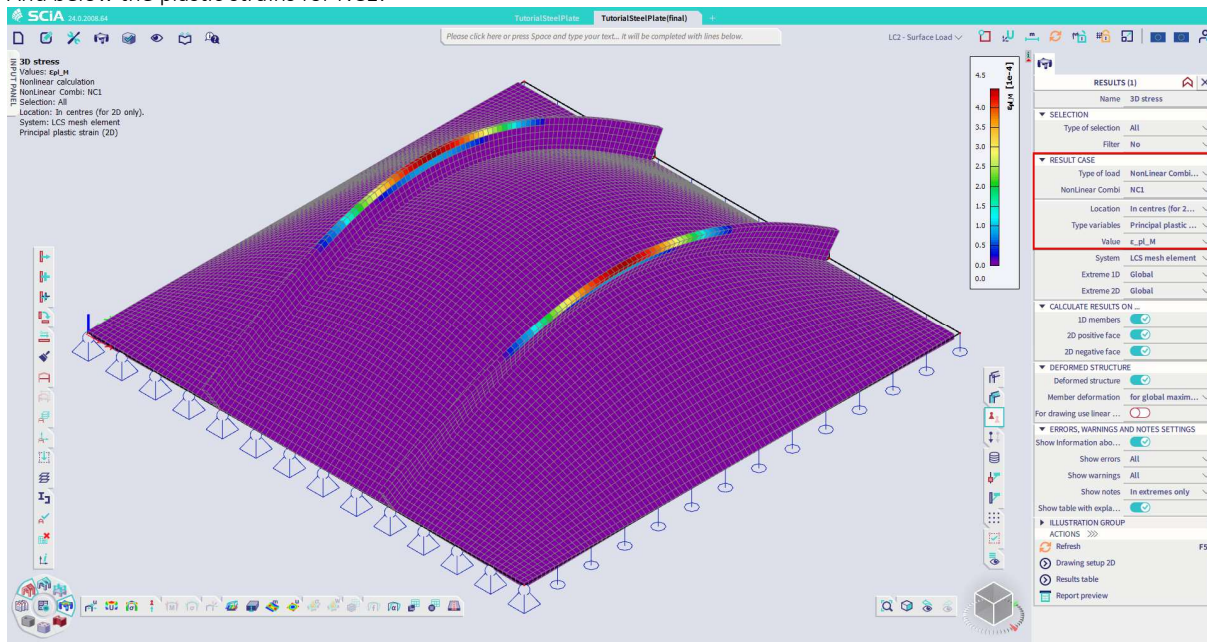 SCiA 24.0.2008.64
TutorialSteelPlate
TutorialSteelPlate(final)
+
Please click here or press Space and type your text... It will be completed with lines below.
LC2 - Surface Load
INPUT PANEL
3D stress
Values: εpl_M
Nonlinear calculation
NonLinear Combi: NC1
Selection: All
Location: In centres (for 2D only).
System: LCS mesh element
Principal plastic strain (2D)
εpl_M [1e-4]
4.5
4.0
3.5
3.0
2.5
2.0
1.5
1.0
0.5
0.0
0.0
RESULTS (1)
Name 3D stress
SELECTION
Type of selection All
Filter No
RESULT CASE
Type of load NonLinear Combi...
NonLinear Combi NC1
Location In centres (for 2...
Type variables Principal plastic ...
Value ε_pl_M
System LCS mesh element
Extreme 1D Global
Extreme 2D Global
CALCULATE RESULTS ON ...
1D members
2D positive face
2D negative face
DEFORMED STRUCTURE
Deformed structure
Member deformation for global maxim...
For drawing use linear ...
ERRORS, WARNINGS AND NOTES SETTINGS
Show Information abo...
Show errors All
Show warnings All
Show notes In extremes only
Show table with expla...
ILLUSTRATION GROUP
ACTIONS >>>
Refresh F5
Drawing setup 2D
Results table
Report preview